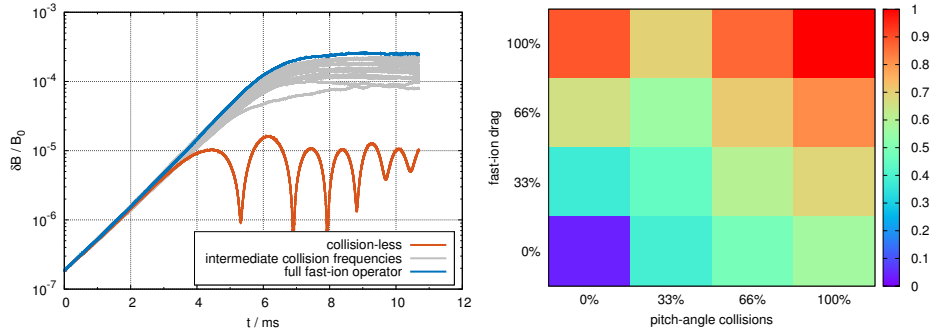 10-3
10-4
10-5
10-6
10-7
δB / B0
0 2 4 6 8 10 12
t / ms
collision-less
intermediate collision frequencies
full fast-ion operator
100%
66%
33%
0%
fast-ion drag
0% 33% 66% 100%
pitch-angle collisions
1
0.9
0.8
0.7
0.6
0.5
0.4
0.3
0.2
0.1
0